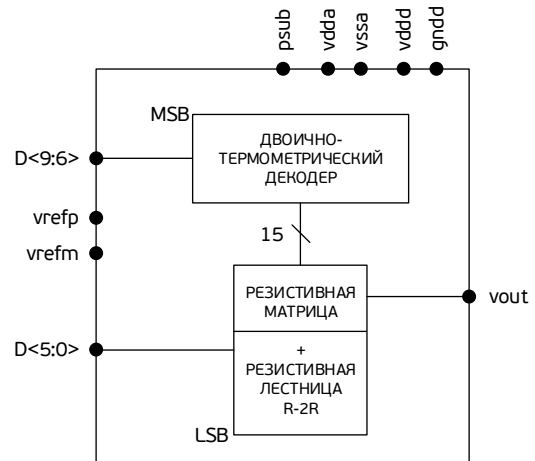 psub
vdda
vssa
vddd
gndd
MSB
ДВОИЧНО-
ТЕРМОМЕТРИЧЕСКИЙ
ДЕКОДЕР
D<9:6>
vrefp
15
vrefm
РЕЗИСТИВНАЯ
МАТРИЦА
vout
D<5:0>
+
РЕЗИСТИВНАЯ
ЛЕСТНИЦА
R-2R
LSB